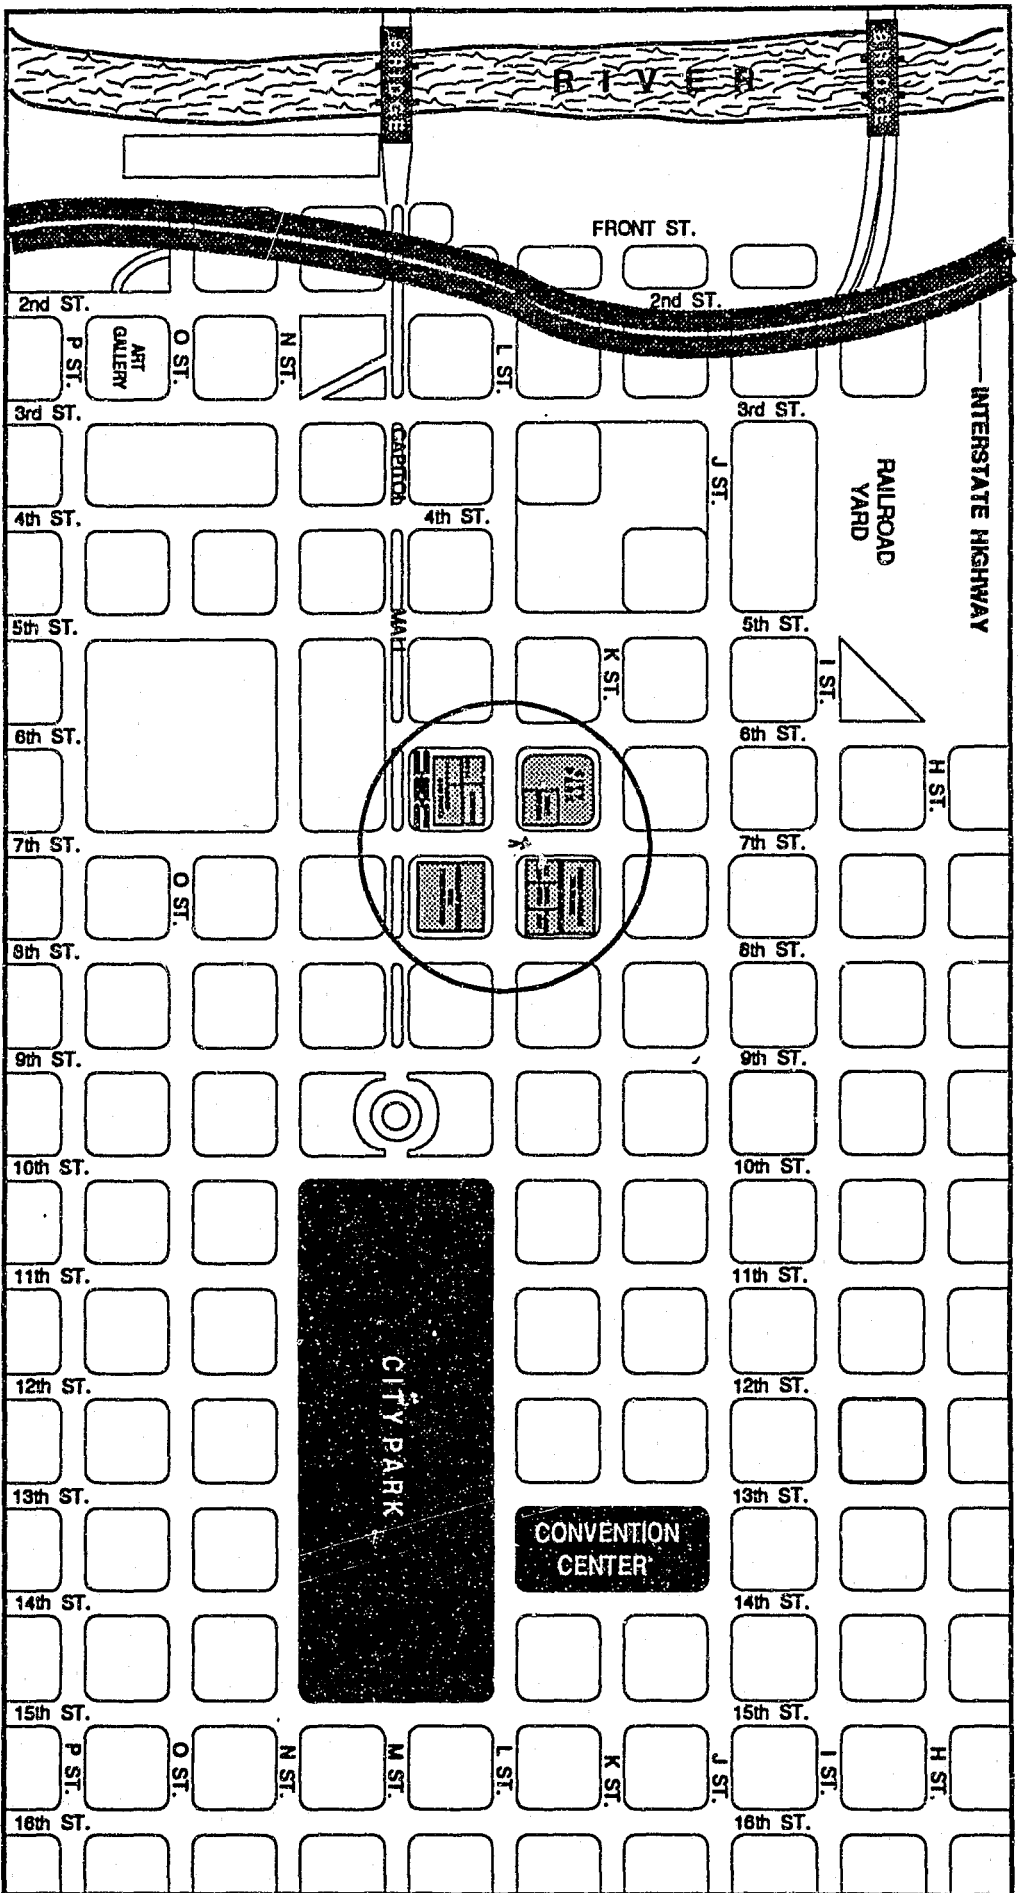 BRIDGE
BRIDGE
RIVER
FRONT ST.
2nd ST.
2nd ST.
P ST.
ART
GALLERY
O ST.
N ST.
L ST.
INTERSTATE HIGHWAY
3rd ST.
3rd ST.
CAPITOL
J ST.
RAILROAD
YARD
4th ST.
4th ST.
5th ST.
MALL
5th ST.
K ST.
I ST.
6th ST.
6th ST.
CITY
H ST.
7th ST.
7th ST.
O ST.
8th ST.
8th ST.
9th ST.
9th ST.
10th ST.
10th ST.
11th ST.
11th ST.
CITY PARK
12th ST.
12th ST.
13th ST.
13th ST.
CONVENTION
CENTER
14th ST.
14th ST.
15th ST.
15th ST.
P ST.
O ST.
N ST.
M ST.
L ST.
K ST.
J ST.
I ST.
H ST.
16th ST.
16th ST.